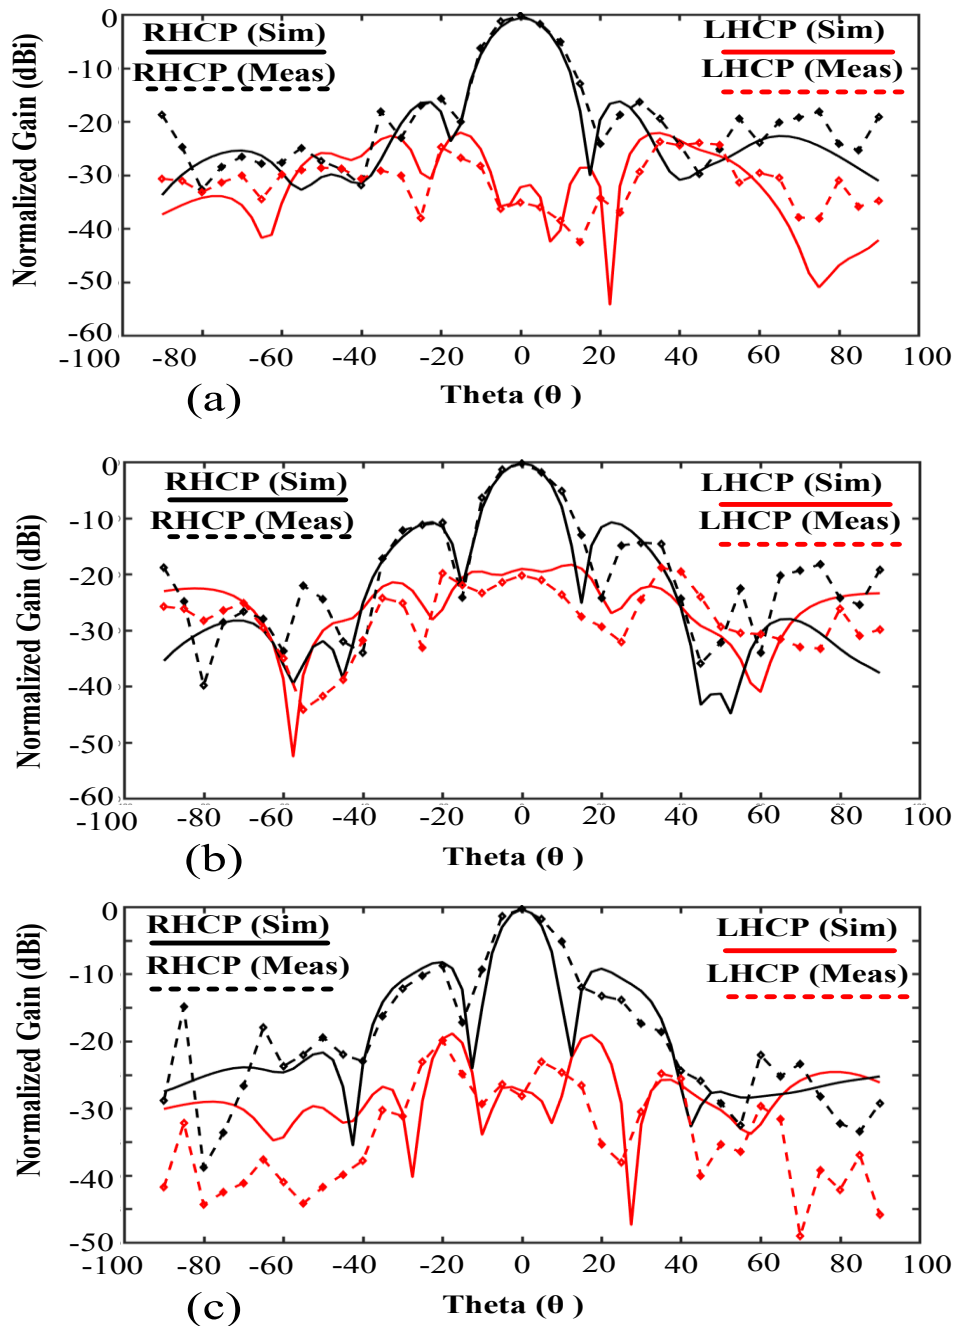 0
RHCP (Sim)
LHCP (Sim)
RHCP (Meas)
LHCP (Meas)
-10
-20
-30
-40
-50
-60
Normalized Gain (dBi)
-100 -80 -60 -40 -20 0 20 40 60 80 100
Theta (θ )
(a)
0
RHCP (Sim)
LHCP (Sim)
RHCP (Meas)
LHCP (Meas)
-10
-20
-30
-40
-50
-60
Normalized Gain (dBi)
-100 -80 -60 -40 -20 0 20 40 60 80 100
Theta (θ )
(b)
0
RHCP (Sim)
LHCP (Sim)
RHCP (Meas)
LHCP (Meas)
-10
-20
-30
-40
-50
Normalized Gain (dBi)
-100 -80 -60 -40 -20 0 20 40 60 80 100
Theta (θ )
(c)